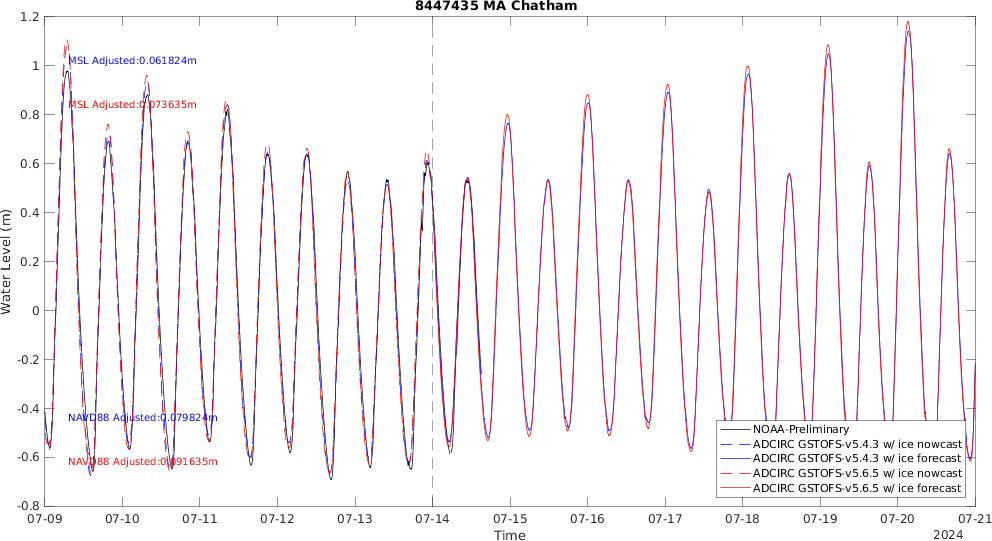 8447435 MA Chatham
1.2
1
0.8
0.6
0.4
0.2
0
-0.2
-0.4
-0.6
-0.8
Water Level (m)
MSL Adjusted:0.061824m
MSL Adjusted:0.073635m
NAVD88 Adjusted:0.079824m
NAVD88 Adjusted:0.091635m
NOAA-Preliminary
ADCIRC GSTOFS-v5.4.3 w/ ice nowcast
ADCIRC GSTOFS-v5.4.3 w/ ice forecast
ADCIRC GSTOFS-v5.6.5 w/ ice nowcast
ADCIRC GSTOFS-v5.6.5 w/ ice forecast
07-09 07-10 07-11 07-12 07-13 07-14 07-15 07-16 07-17 07-18 07-19 07-20 07-21
Time
2024